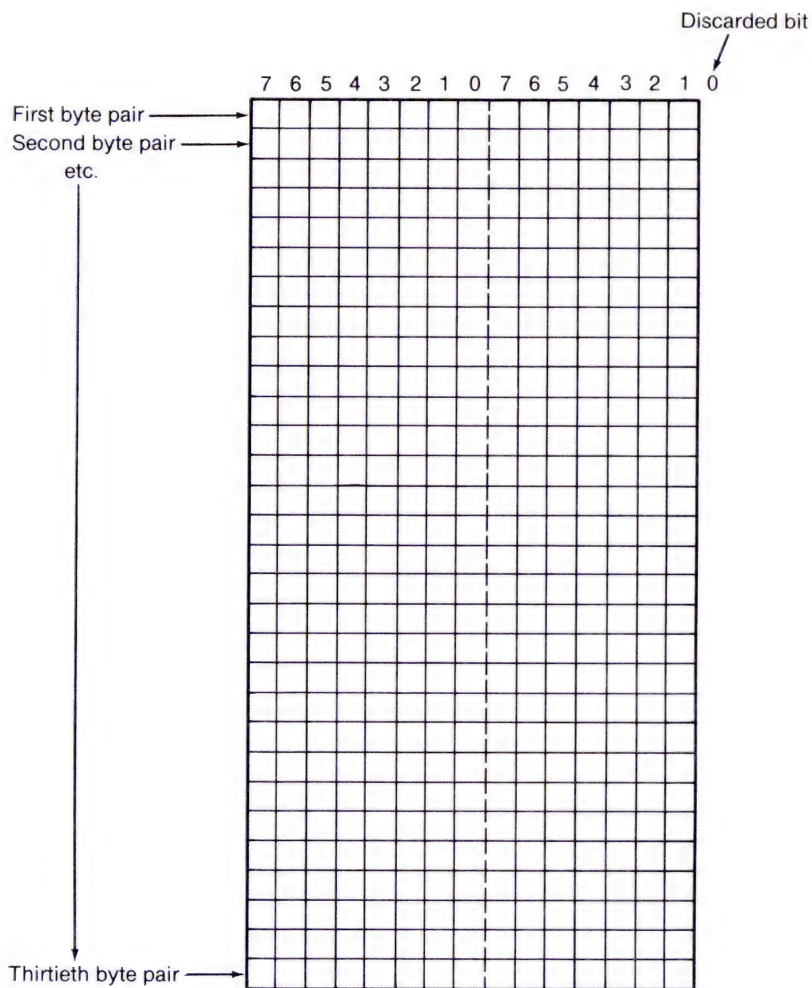 Discarded bit
7 6 5 4 3 2 1 0 7 6 5 4 3 2 1 0
First byte pair
Second byte pair
etc.
Thirtieth byte pair